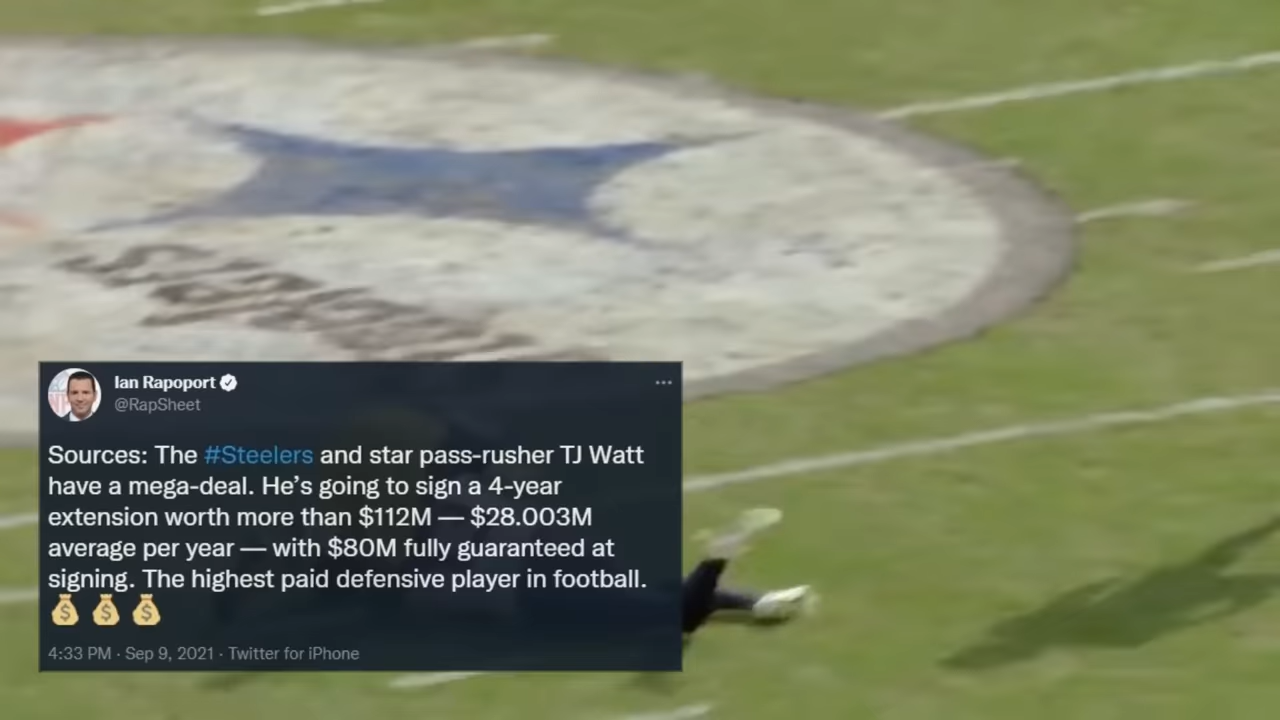 Ian Rapoport
@RapSheet
Sources: The #Steelers and star pass-rusher TJ Watt
have a mega-deal. He’s going to sign a 4-year
extension worth more than $112M — $28.003M
average per year — with $80M fully guaranteed at
signing. The highest paid defensive player in football.
💰 💰 💰
4:33 PM · Sep 9, 2021 · Twitter for iPhone